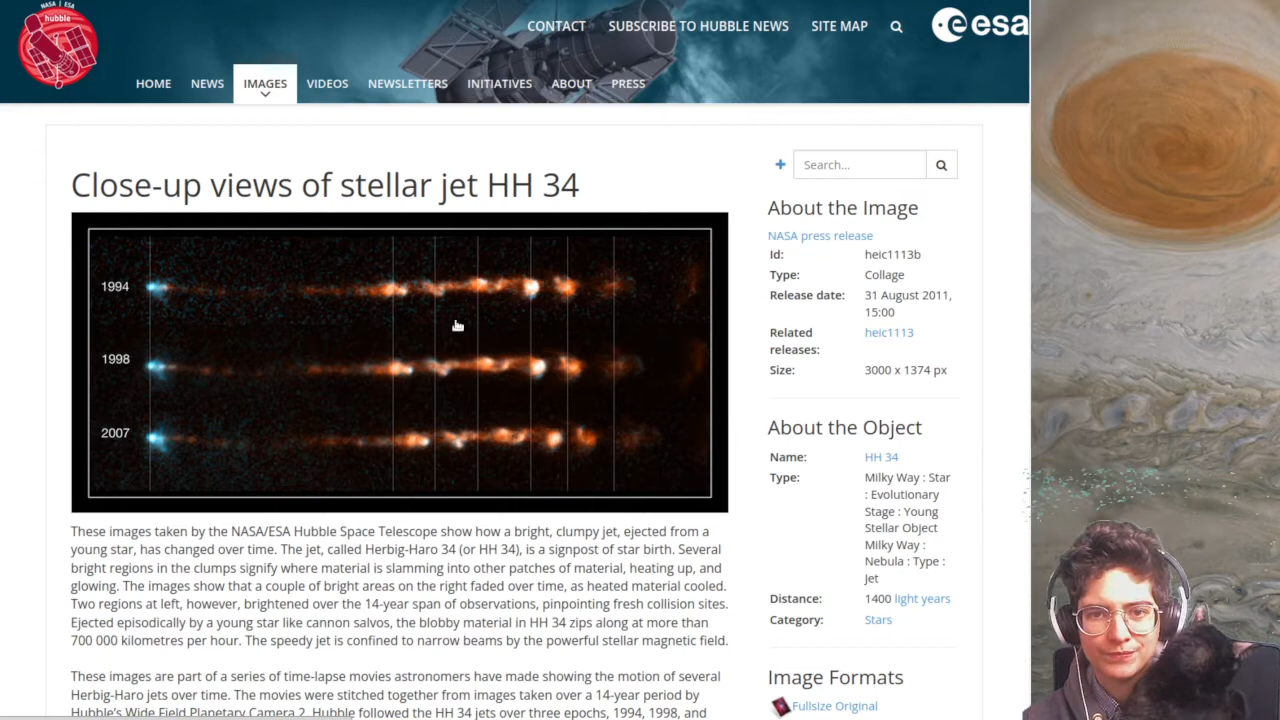 NASA | ESA
hubble
CONTACT SUBSCRIBE TO HUBBLE NEWS SITE MAP
esa
HOME NEWS IMAGES VIDEOS NEWSLETTERS INITIATIVES ABOUT PRESS
Close-up views of stellar jet HH 34
1994
1998
2007
These images taken by the NASA/ESA Hubble Space Telescope show how a bright, clumpy jet, ejected from a
young star, has changed over time. The jet, called Herbig-Haro 34 (or HH 34), is a signpost of star birth. Several
bright regions in the clumps signify where material is slamming into other patches of material, heating up, and
glowing. The images show that a couple of bright areas on the right faded over time, as heated material cooled.
Two regions at left, however, brightened over the 14-year span of observations, pinpointing fresh collision sites.
Ejected episodically by a young star like cannon salvos, the blobby material in HH 34 zips along at more than
700 000 kilometres per hour. The speedy jet is confined to narrow beams by the powerful stellar magnetic field.
These images are part of a series of time-lapse movies astronomers have made showing the motion of several
Herbig-Haro jets over time. The movies were stitched together from images taken over a 14-year period by
Hubble's Wide Field Planetary Camera 2. Hubble followed the HH 34 jets over three epochs, 1994, 1998, and
+ Search...
About the Image
NASA press release
Id: heic1113b
Type: Collage
Release date: 31 August 2011,
15:00
Related heic1113
releases:
Size: 3000 x 1374 px
About the Object
Name: HH 34
Type: Milky Way : Star
: Evolutionary
Stage : Young
Stellar Object
Milky Way :
Nebula : Type :
Jet
Distance: 1400 light years
Category: Stars
Image Formats
Fullsize Original